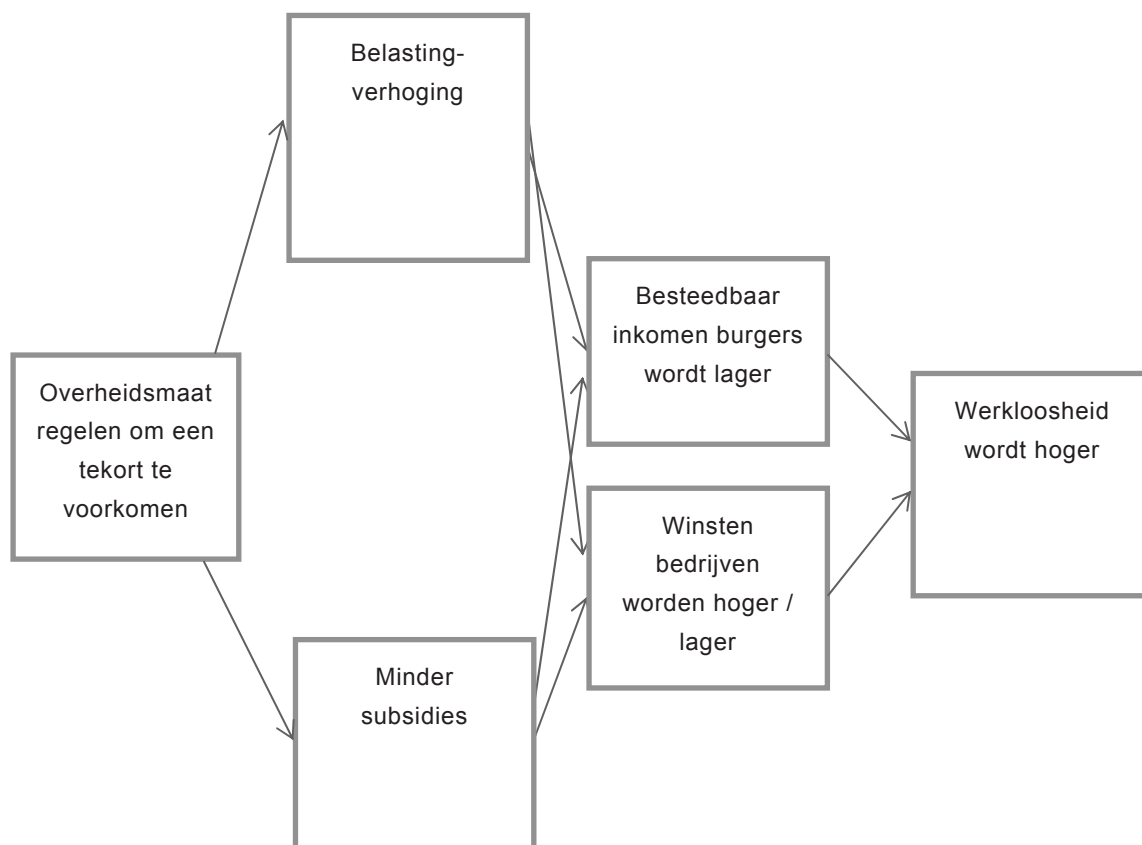 Belasting-
verhoging
Overheidsmaat
regelen om een
tekort te
voorkomen
Besteedbaar
inkomen burgers
wordt lager
Werkloosheid
wordt hoger
Winsten
bedrijven
worden hoger /
lager
Minder
subsidies